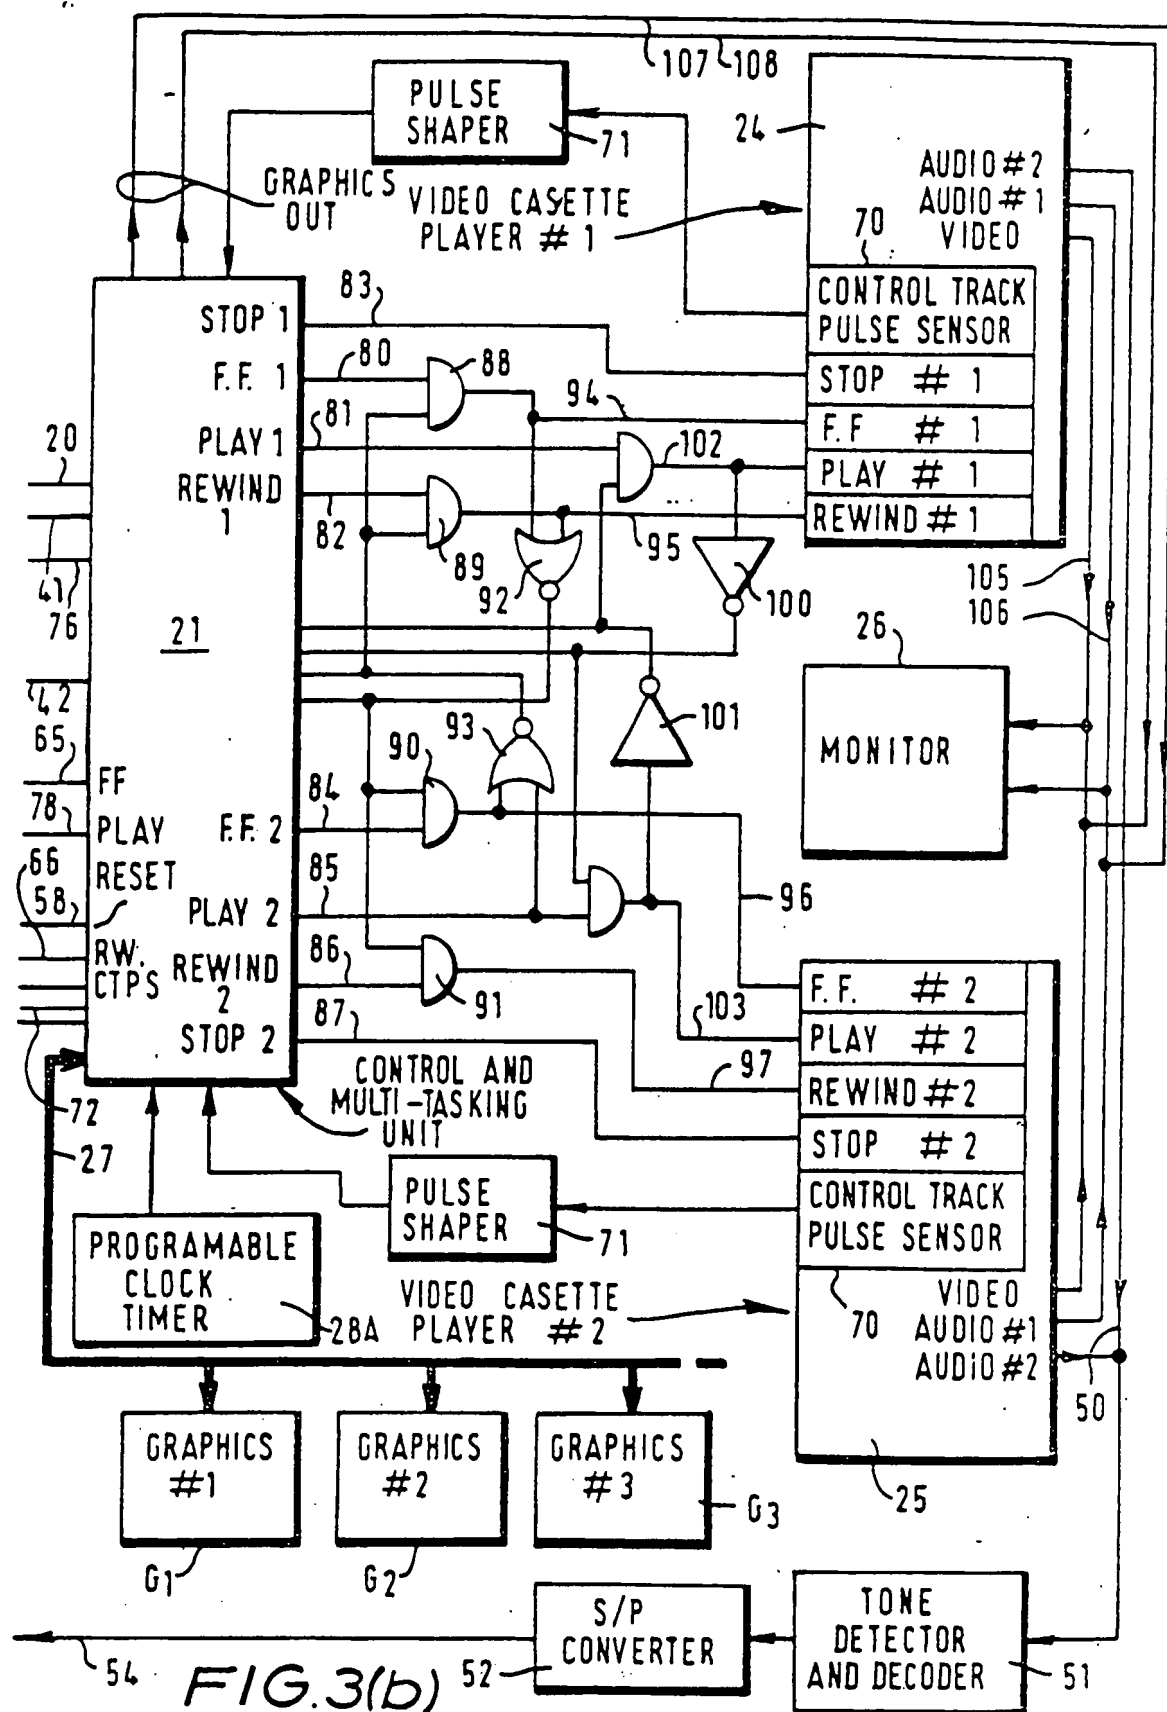 107
108
PULSE
SHAPER
71
24
AUDIO #2
AUDIO #1
VIDEO
GRAPHICS
OUT
VIDEO CASETTE
PLAYER # 1
70
CONTROL TRACK
PULSE SENSOR
STOP # 1
F.F # 1
PLAY # 1
REWIND # 1
STOP 1
83
F.F. 1
80
88
94
PLAY 1
81
102
REWIND
1
82
89
92
95
100
20
41
76
21
42
65
FF
78
PLAY
66
RESET
58
RW.
CTPS
72
105
106
26
MONITOR
101
93
90
84
F.F. 2
85
PLAY 2
96
REWIND
2
86
91
87
STOP 2
103
97
F.F. # 2
PLAY # 2
REWIND #2
STOP # 2
CONTROL TRACK
PULSE SENSOR
70
VIDEO
AUDIO #1
AUDIO #2
50
25
CONTROL AND
MULTI-TASKING
UNIT
27
PULSE
SHAPER
71
PROGRAMABLE
CLOCK
TIMER
28A
VIDEO CASETTE
PLAYER #2
GRAPHICS
#1
GRAPHICS
#2
GRAPHICS
#3
G1
G2
G3
S/P
CONVERTER
52
TONE
DETECTOR
AND DECODER
51
54
FIG.3(b)